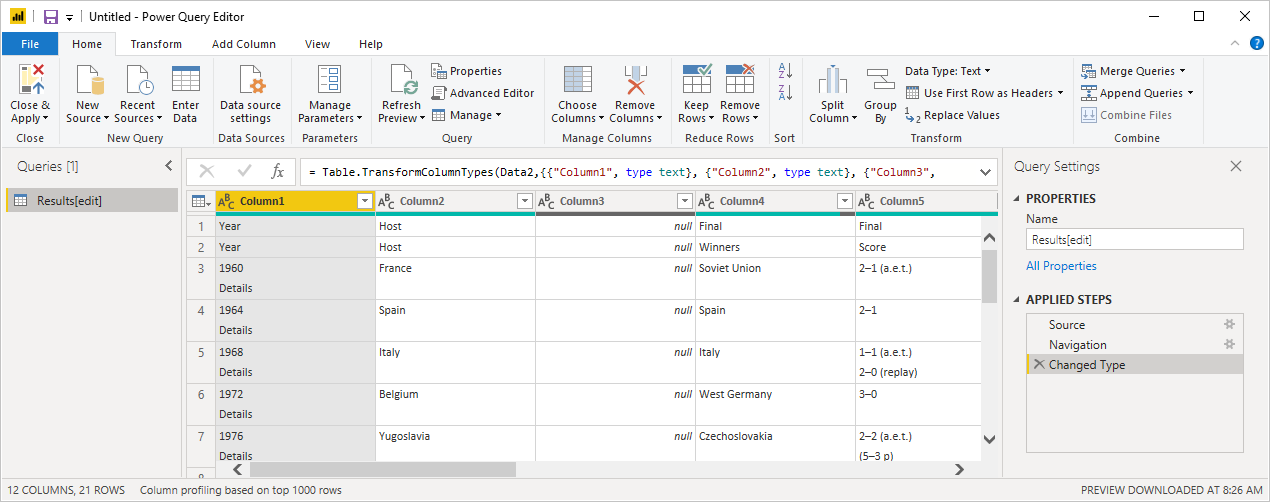 Untitled - Power Query Editor
File Home Transform Add Column View Help
Close & Apply
New Source
Recent Sources
Enter Data
Data source settings
Manage Parameters
Refresh Preview
Properties
Advanced Editor
Manage
Choose Columns
Remove Columns
Keep Rows
Remove Rows
Split Column
Group By
Data Type: Text
Use First Row as Headers
Replace Values
Merge Queries
Append Queries
Combine Files
Close New Query Data Sources Parameters Query Manage Columns Reduce Rows Sort Transform Combine
Queries [1]
Results[edit]
fx = Table.TransformColumnTypes(Data2,{{"Column1", type text}, {"Column2", type text}, {"Column3",
Column1 Column2 Column3 Column4 Column5
1 Year Host null Final Final
2 Year Host null Winners Score
3 1960 France null Soviet Union 2–1 (a.e.t.)
Details
4 1964 Spain null Spain 2–1
Details
5 1968 Italy null Italy 1–1 (a.e.t.)
Details 2–0 (replay)
6 1972 Belgium null West Germany 3–0
Details
7 1976 Yugoslavia null Czechoslovakia 2–2 (a.e.t.)
Details (5–3 p)
Query Settings
PROPERTIES
Name
Results[edit]
All Properties
APPLIED STEPS
Source
Navigation
Changed Type
12 COLUMNS, 21 ROWS Column profiling based on top 1000 rows PREVIEW DOWNLOADED AT 8:26 AM